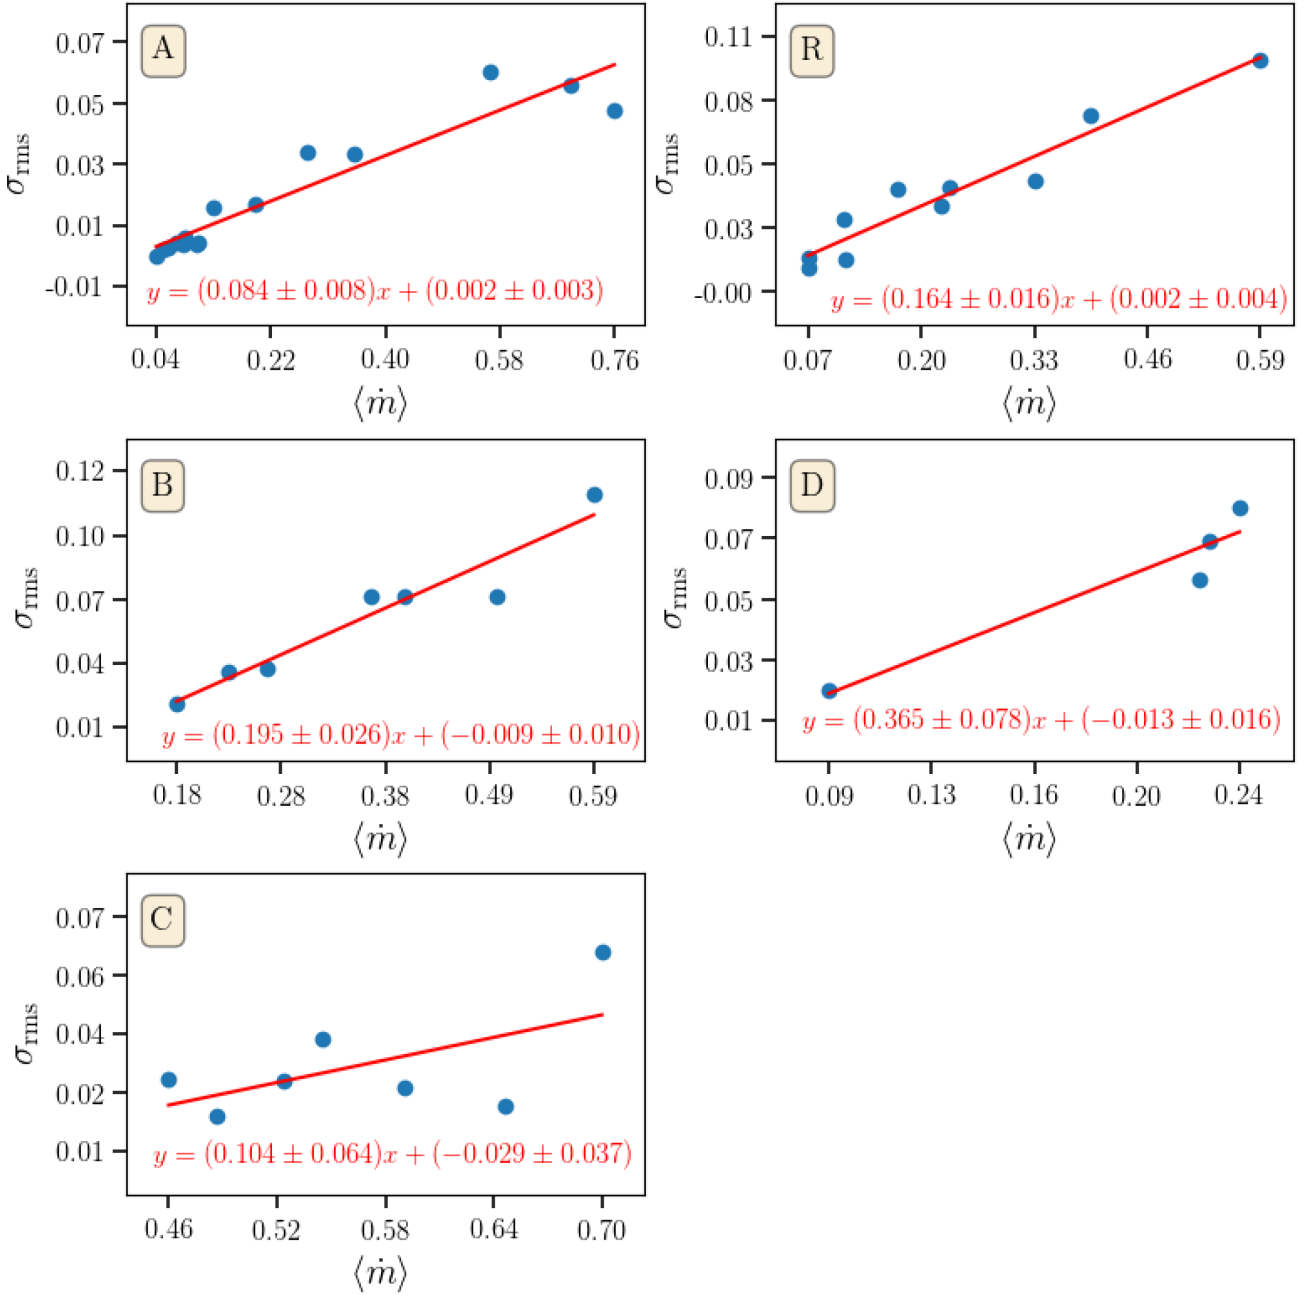 A
0.07
0.05
0.03
0.01
-0.01
σrms
y = (0.084 ± 0.008)x + (0.002 ± 0.003)
0.04 0.22 0.40 0.58 0.76
⟨ṁ⟩
R
0.11
0.08
0.05
0.03
-0.00
σrms
y = (0.164 ± 0.016)x + (0.002 ± 0.004)
0.07 0.20 0.33 0.46 0.59
⟨ṁ⟩
B
0.12
0.10
0.07
0.04
0.01
σrms
y = (0.195 ± 0.026)x + (−0.009 ± 0.010)
0.18 0.28 0.38 0.49 0.59
⟨ṁ⟩
D
0.09
0.07
0.05
0.03
0.01
σrms
y = (0.365 ± 0.078)x + (−0.013 ± 0.016)
0.09 0.13 0.16 0.20 0.24
⟨ṁ⟩
C
0.07
0.06
0.04
0.02
0.01
σrms
y = (0.104 ± 0.064)x + (−0.029 ± 0.037)
0.46 0.52 0.58 0.64 0.70
⟨ṁ⟩